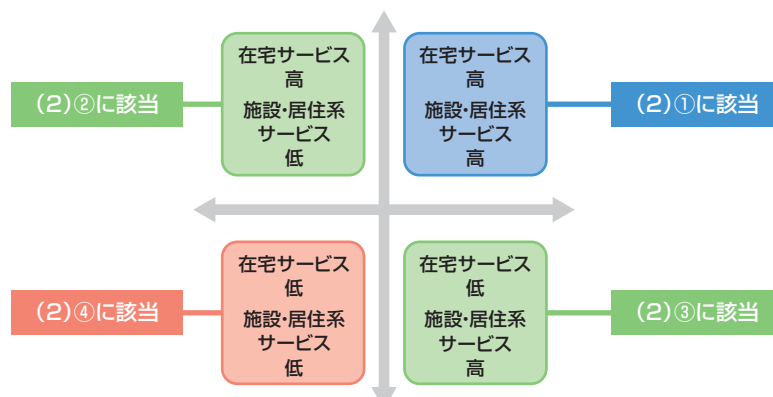 在宅サービス
高
施設・居住系
サービス
低
(2)②に該当
在宅サービス
高
施設・居住系
サービス
高
(2)①に該当
在宅サービス
低
施設・居住系
サービス
低
(2)④に該当
在宅サービス
低
施設・居住系
サービス
高
(2)③に該当